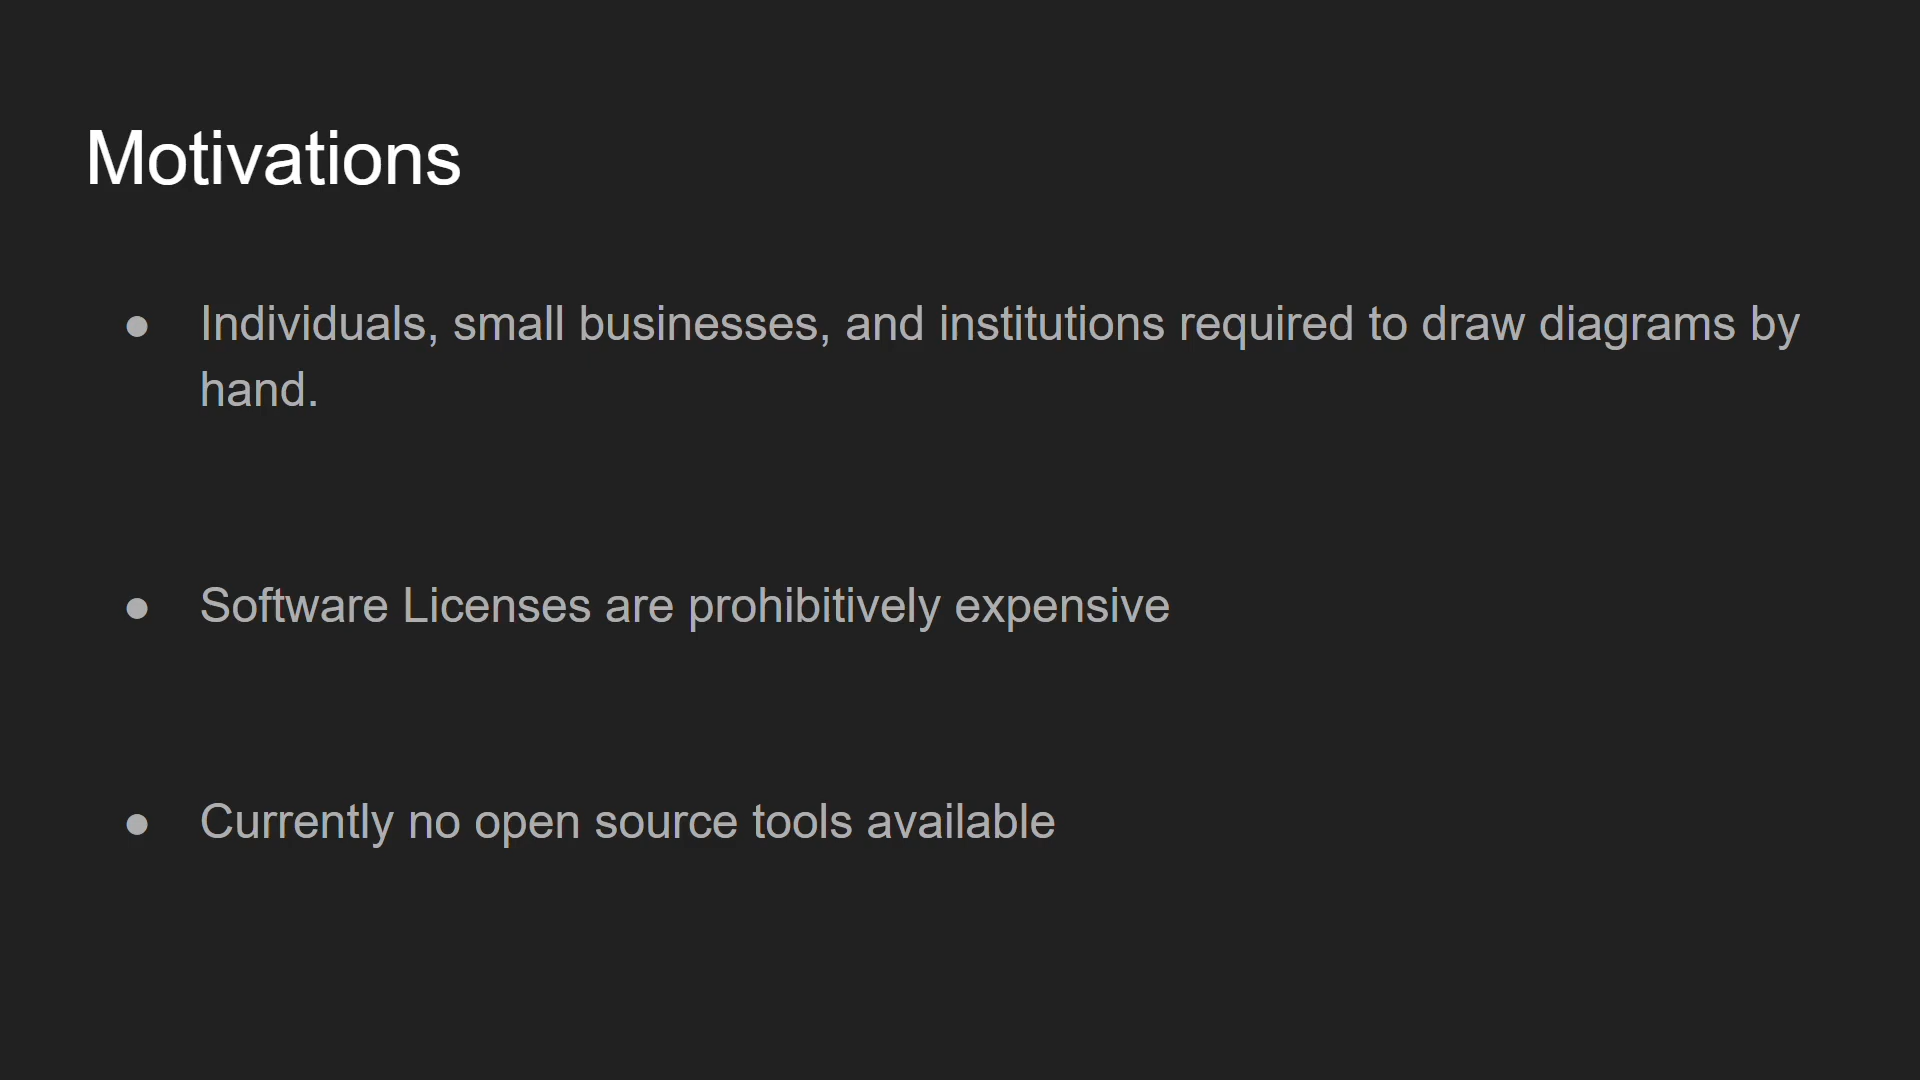 Motivations
● Individuals, small businesses, and institutions required to draw diagrams by
hand.
● Software Licenses are prohibitively expensive
● Currently no open source tools available